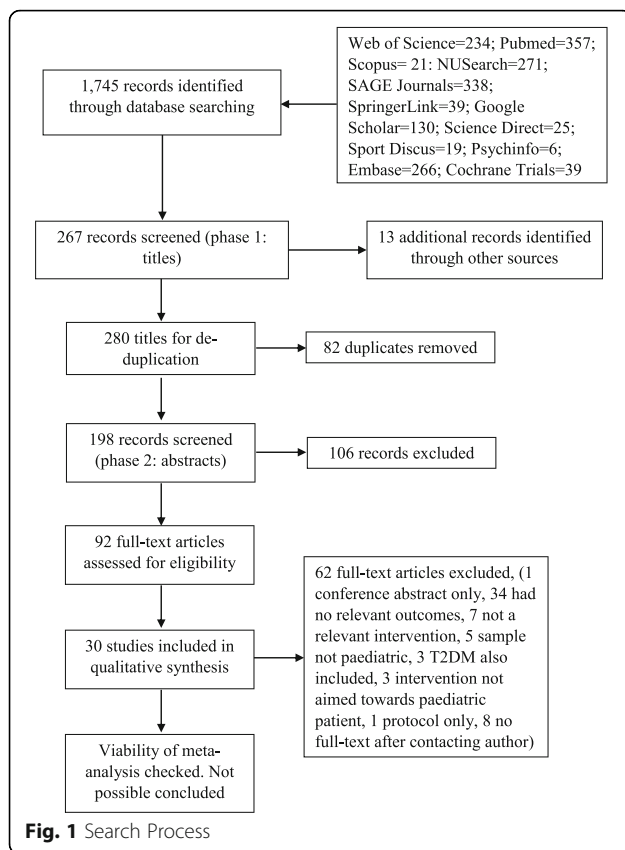 1,745 records identified
through database searching
Web of Science=234; Pubmed=357;
Scopus= 21: NUSearch=271;
SAGE Journals=338;
SpringerLink=39; Google
Scholar=130; Science Direct=25;
Sport Discus=19; Psychinfo=6;
Embase=266; Cochrane Trials=39
267 records screened (phase 1:
titles)
13 additional records identified
through other sources
280 titles for de-
duplication
82 duplicates removed
198 records screened
(phase 2: abstracts)
106 records excluded
92 full-text articles
assessed for eligibility
62 full-text articles excluded, (1
conference abstract only, 34 had
no relevant outcomes, 7 not a
relevant intervention, 5 sample
not paediatric, 3 T2DM also
included, 3 intervention not
aimed towards paediatric
patient, 1 protocol only, 8 no
full-text after contacting author)
30 studies included in
qualitative synthesis
Viability of meta-
analysis checked. Not
possible concluded
Fig. 1 Search Process